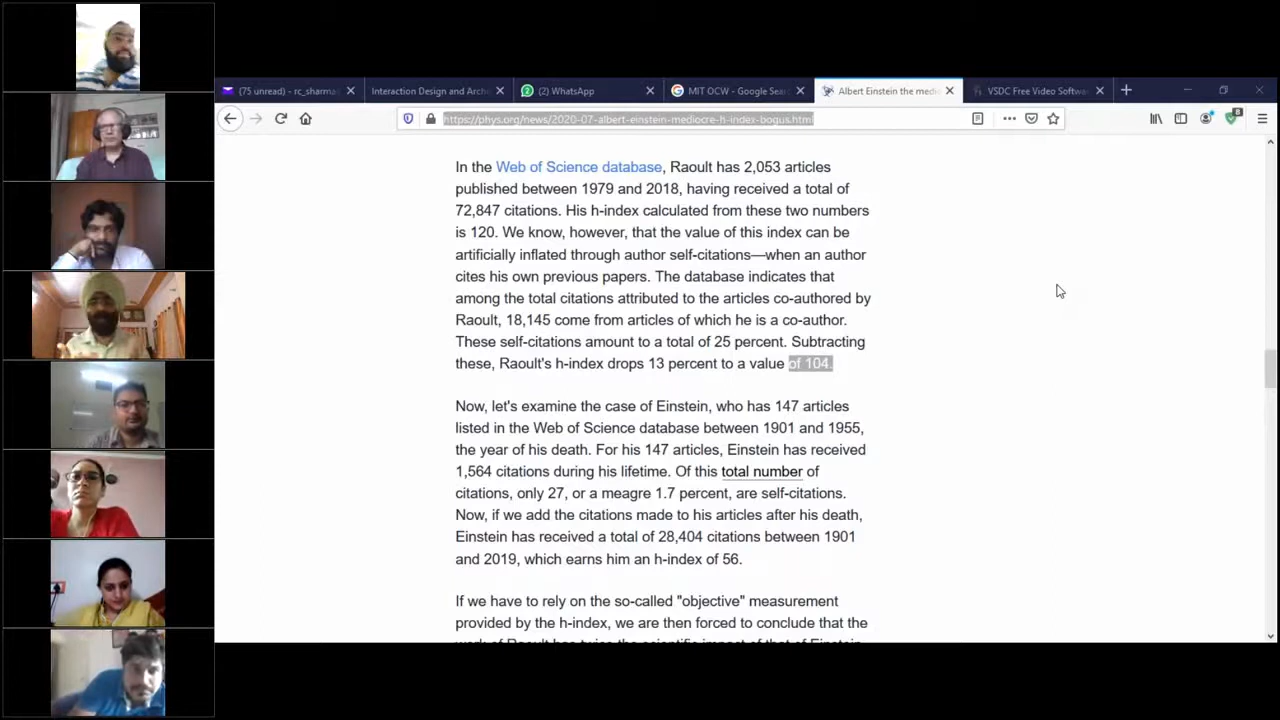 (75 unread) - rc_sharma
Interaction Design and Arch
(2) WhatsApp
MIT OCW - Google Sear
Albert Einstein the medi
VSDC Free Video Softwa
https://phys.org/news/2020-07-albert-einstein-mediocre-h-index-bogus.html
In the Web of Science database, Raoult has 2,053 articles
published between 1979 and 2018, having received a total of
72,847 citations. His h-index calculated from these two numbers
is 120. We know, however, that the value of this index can be
artificially inflated through author self-citations—when an author
cites his own previous papers. The database indicates that
among the total citations attributed to the articles co-authored by
Raoult, 18,145 come from articles of which he is a co-author.
These self-citations amount to a total of 25 percent. Subtracting
these, Raoult's h-index drops 13 percent to a value of 104.
Now, let's examine the case of Einstein, who has 147 articles
listed in the Web of Science database between 1901 and 1955,
the year of his death. For his 147 articles, Einstein has received
1,564 citations during his lifetime. Of this total number of
citations, only 27, or a meagre 1.7 percent, are self-citations.
Now, if we add the citations made to his articles after his death,
Einstein has received a total of 28,404 citations between 1901
and 2019, which earns him an h-index of 56.
If we have to rely on the so-called "objective" measurement
provided by the h-index, we are then forced to conclude that the
work of Raoult has twice the scientific impact of that of Einstein